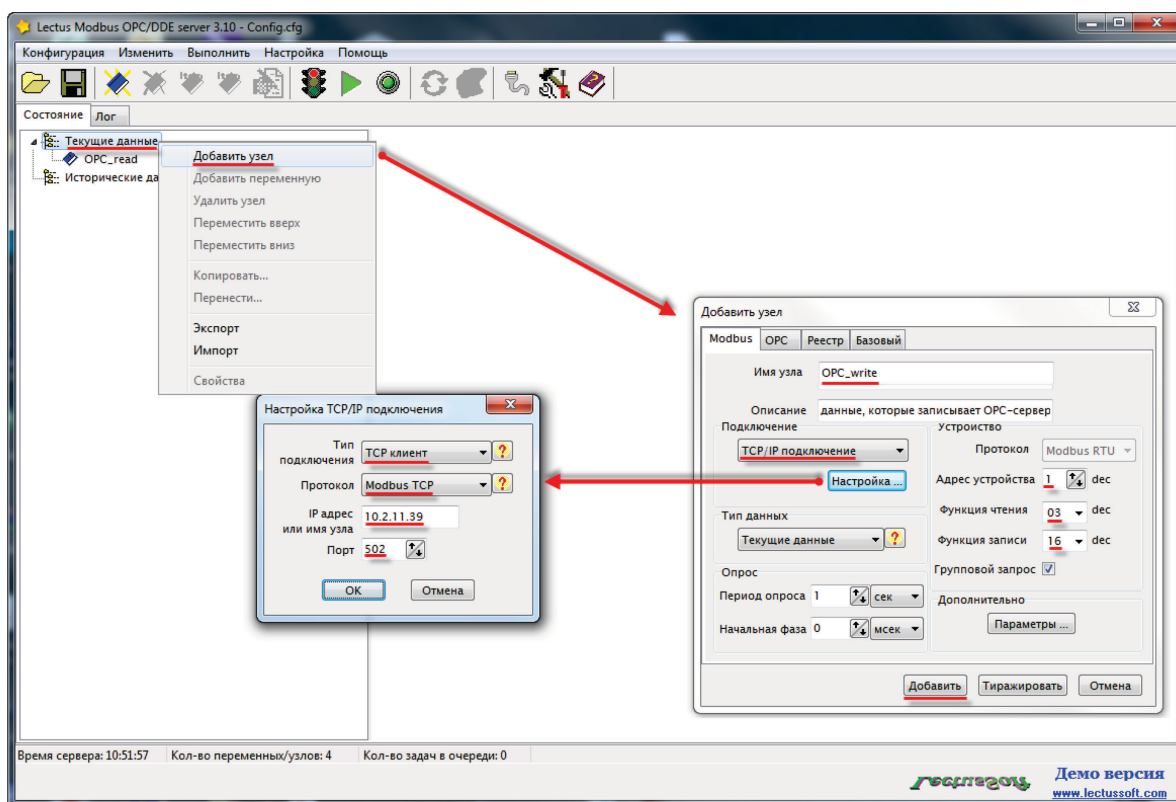 Lectus Modbus OPC/DDE server 3.10 - Config.cfg
Конфигурация Изменить Выполнить Настройка Помощь
Состояние Лог
Текущие данные
OPC_read
Исторические да
Добавить узел
Добавить переменную
Удалить узел
Переместить вверх
Переместить вниз
Копировать...
Перенести...
Экспорт
Импорт
Свойства
Настройка TCP/IP подключения
Тип подключения TCP клиент ?
Протокол Modbus TCP ?
IP адрес или имя узла 10.2.11.39
Порт 502
OK Отмена
Добавить узел
Modbus OPC Реестр Базовый
Имя узла OPC_write
Описание данные, которые записывает OPC-сервер
Подключение
TCP/IP подключение
Настройка ...
Тип данных
Текущие данные ?
Опрос
Период опроса 1 сек
Начальная фаза 0 мсек
Устройство
Протокол Modbus RTU
Адрес устройства 1 dec
Функция чтения 03 dec
Функция записи 16 dec
Групповой запрос
Дополнительно
Параметры ...
Добавить Тиражировать Отмена
Время сервера: 10:51:57 Кол-во переменных/узлов: 4 Кол-во задач в очереди: 0
Lectussoft
Демо версия
www.lectussoft.com